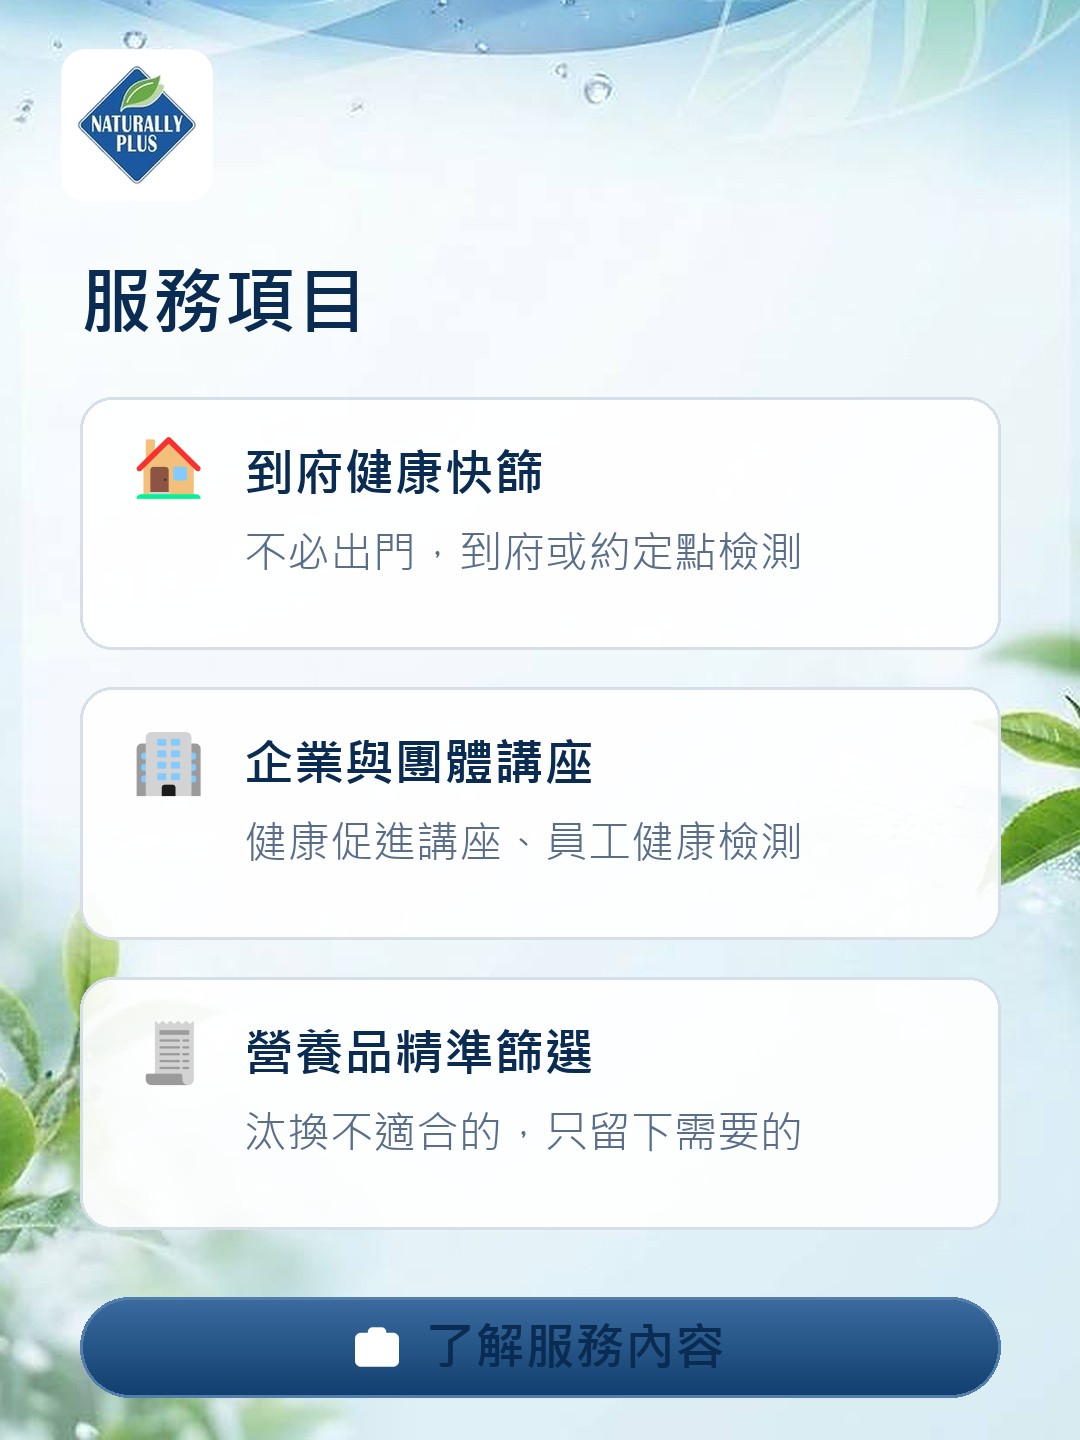 NATURALLY
PLUS
服務項目
到府健康快篩
不必出門，到府或約定點檢測
企業與團體講座
健康促進講座、員工健康檢測
營養品精準篩選
汰換不適合的，只留下需要的
了解服務內容